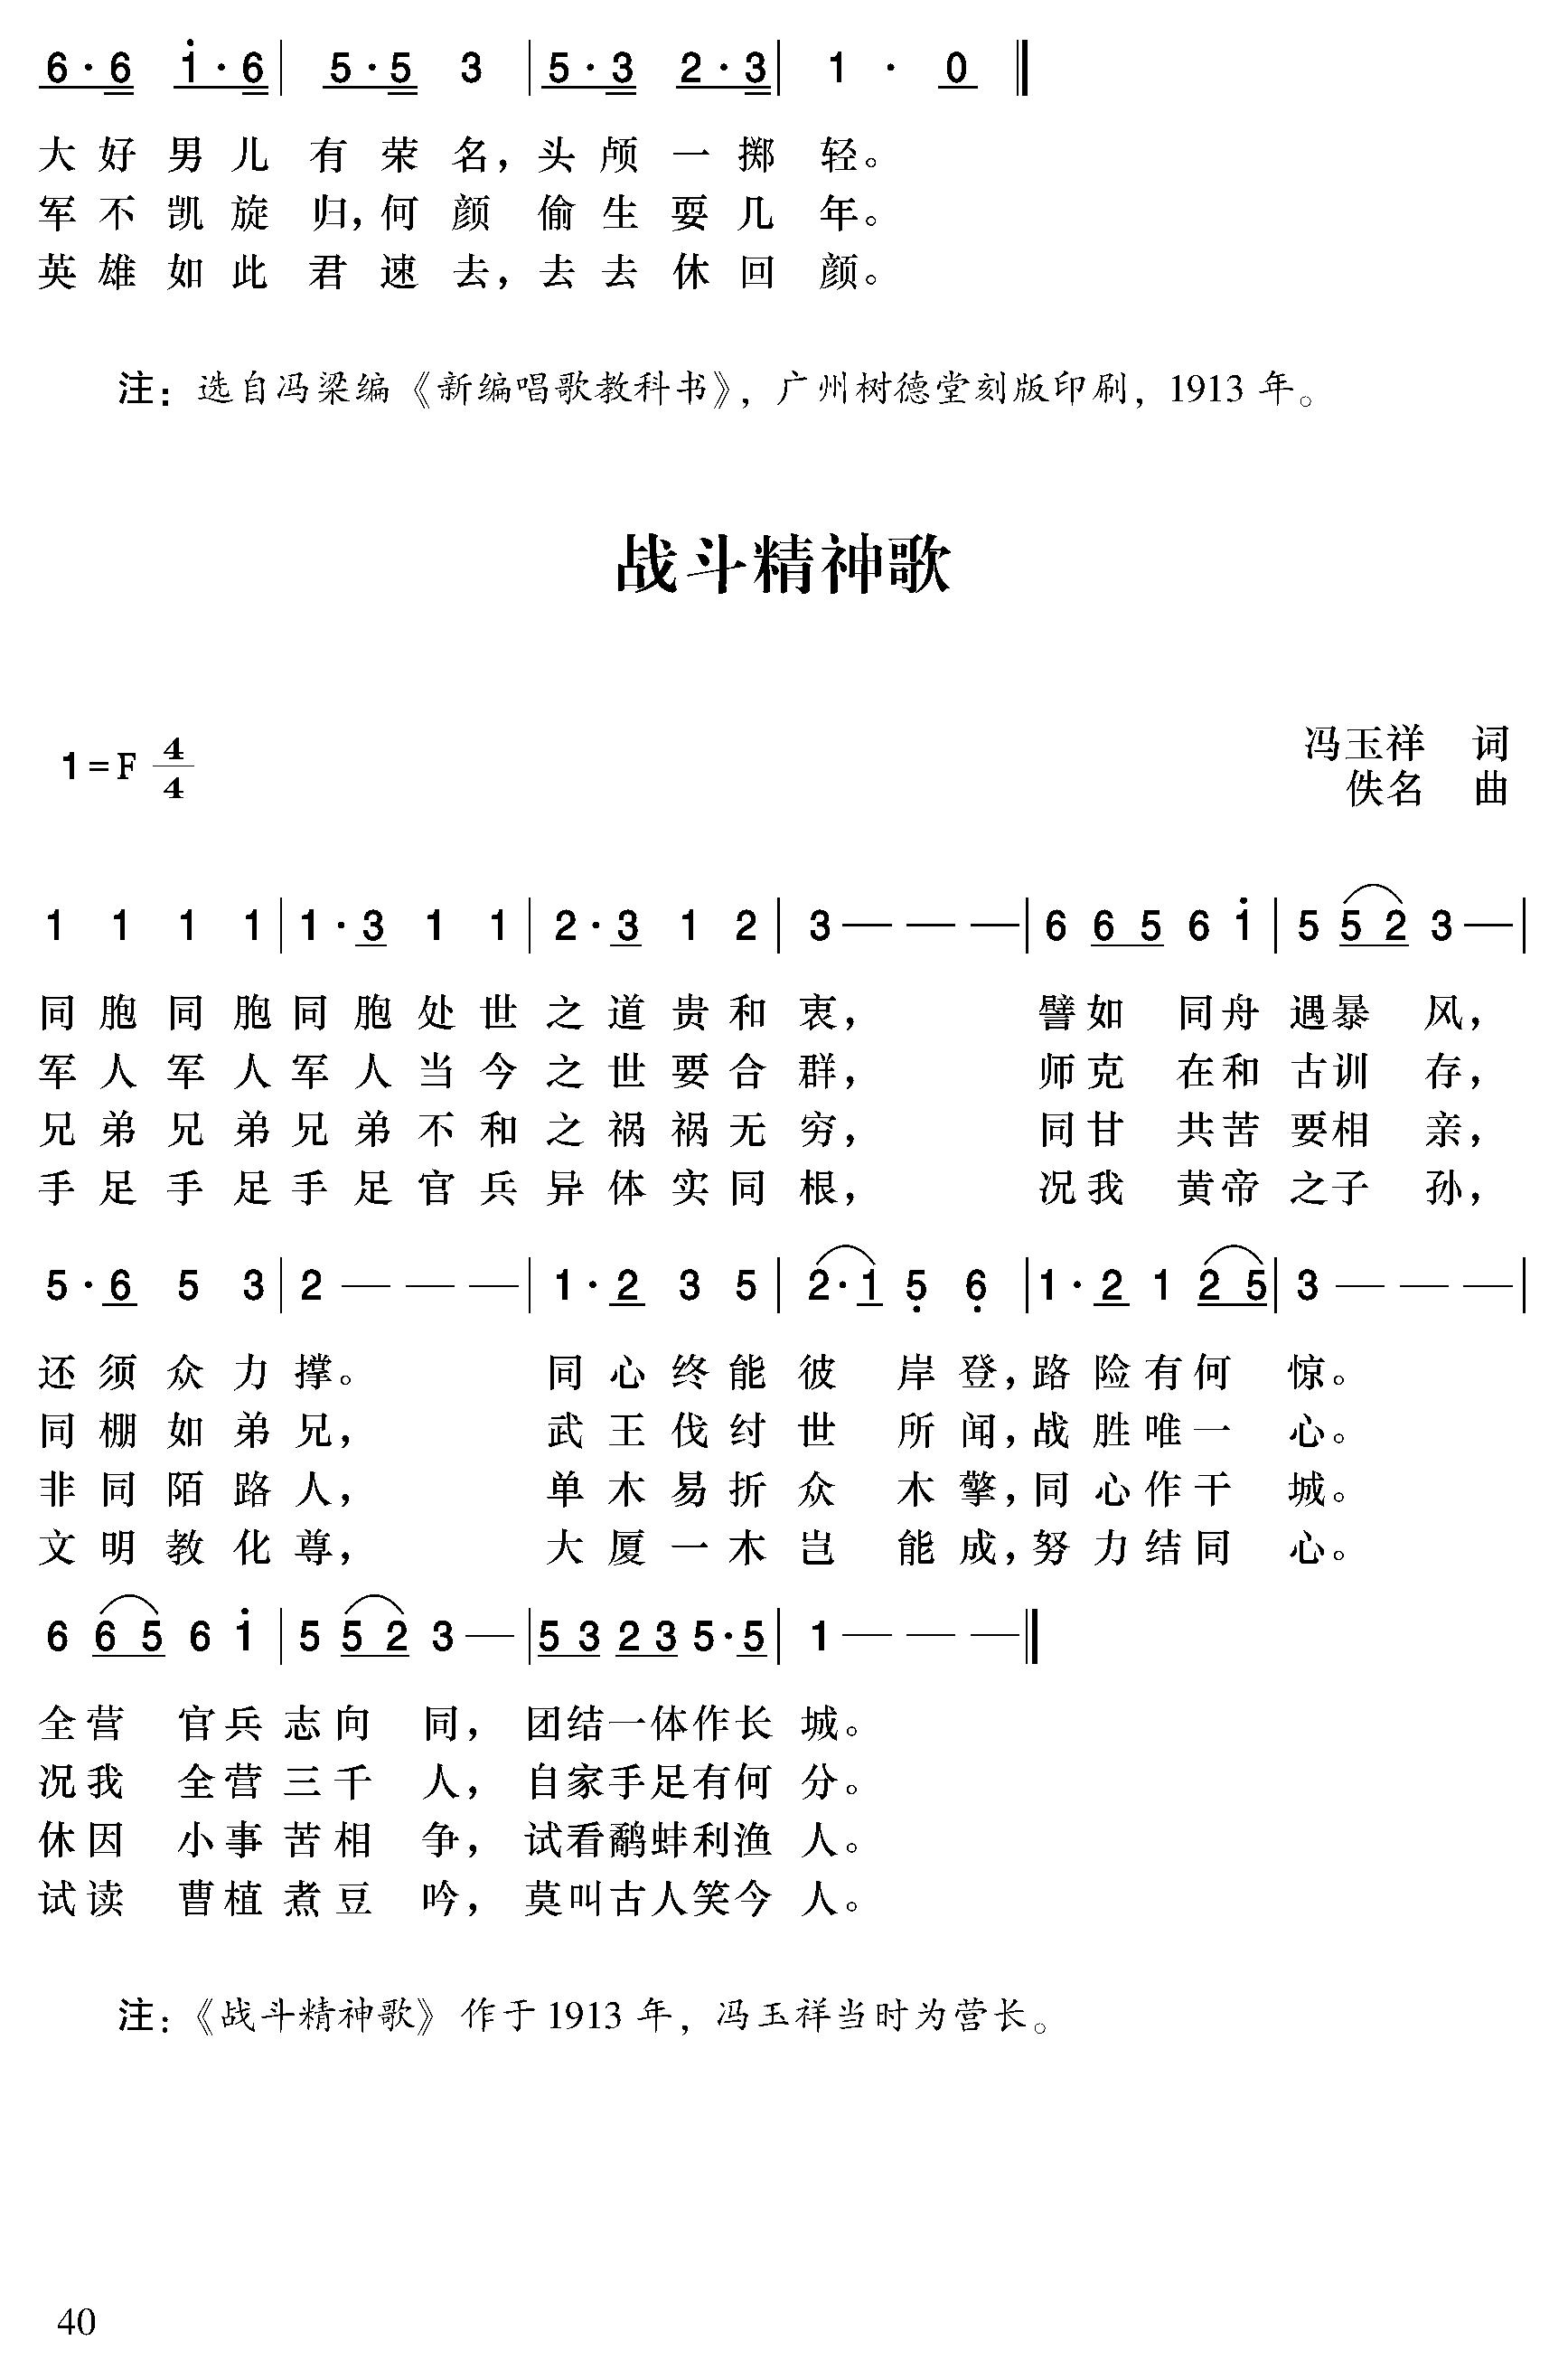 6·6 i·6 | 5·5 3 | 5·3 2·3 | 1 · 0 ‖
大好男儿有荣名，头颅一掷轻。
军不凯旋归，何颜偷生耍几年。
英雄如此君速去，去去休回颜。
注：选自冯梁编《新编唱歌教科书》，广州树德堂刻版印刷，1913 年。
战斗精神歌
1=F 4/4
冯玉祥 词
佚名 曲
1 1 1 1 | 1·3 1 1 | 2·3 1 2 | 3 — — — | 6 6 5 6 i | 5 5 2 3 — |
同胞同胞同胞处世之道贵和衷， 譬如同舟遇暴风，
军人军人军人当今之世要合群， 师克在和古训存，
兄弟兄弟兄弟不和之祸祸无穷， 同甘共苦要相亲，
手足手足手足官兵异体实同根， 况我黄帝之子孙，
5·6 5 3 | 2 — — — | 1·2 3 5 | 2·1 5̣ 6̣ | 1·2 1 2 5 | 3 — — — |
还须众力撑。 同心终能彼岸登，路险有何惊。
同棚如弟兄， 武王伐纣世所闻，战胜唯一心。
非同陌路人， 单木易折众木擎，同心作干城。
文明教化尊， 大厦一木岂能成，努力结同心。
6 6 5 6 i | 5 5 2 3 — | 5 3 2 3 5·5 | 1 — — — ‖
全营官兵志向同，团结一体作长城。
况我全营三千人，自家手足有何分。
休因小事苦相争，试看鹬蚌利渔人。
试读曹植煮豆吟，莫叫古人笑今人。
注：《战斗精神歌》作于 1913 年，冯玉祥当时为营长。
40